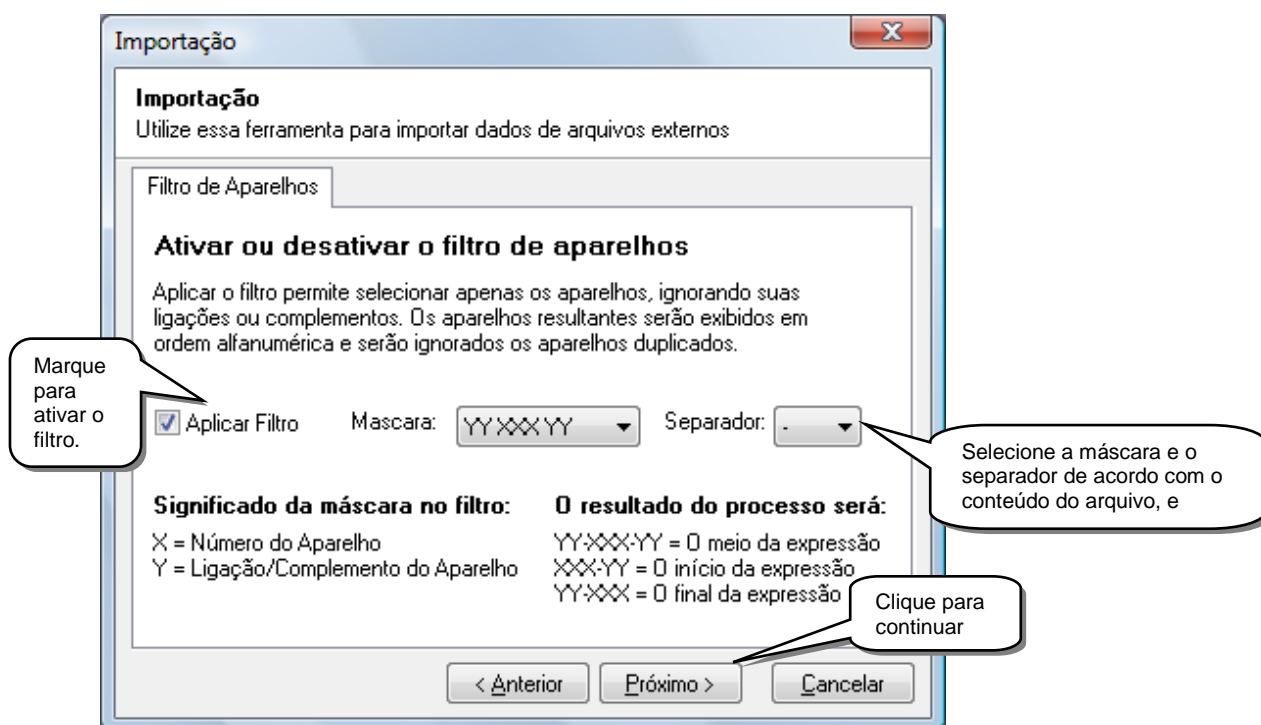 Importação
Importação
Utilize essa ferramenta para importar dados de arquivos externos
Filtro de Aparelhos
Ativar ou desativar o filtro de aparelhos
Aplicar o filtro permite selecionar apenas os aparelhos, ignorando suas
ligações ou complementos. Os aparelhos resultantes serão exibidos em
ordem alfanumérica e serão ignorados os aparelhos duplicados.
Marque
para
ativar o
filtro.
Aplicar Filtro Mascara: YY XXX YY Separador: -
Selecione a máscara e o
separador de acordo com o
conteúdo do arquivo, e
Significado da máscara no filtro:
X = Número do Aparelho
Y = Ligação/Complemento do Aparelho
O resultado do processo será:
YY-XXX-YY = O meio da expressão
XXX-YY = O início da expressão
YY-XXX = O final da expressão
Clique para
continuar
< Anterior Próximo > Cancelar